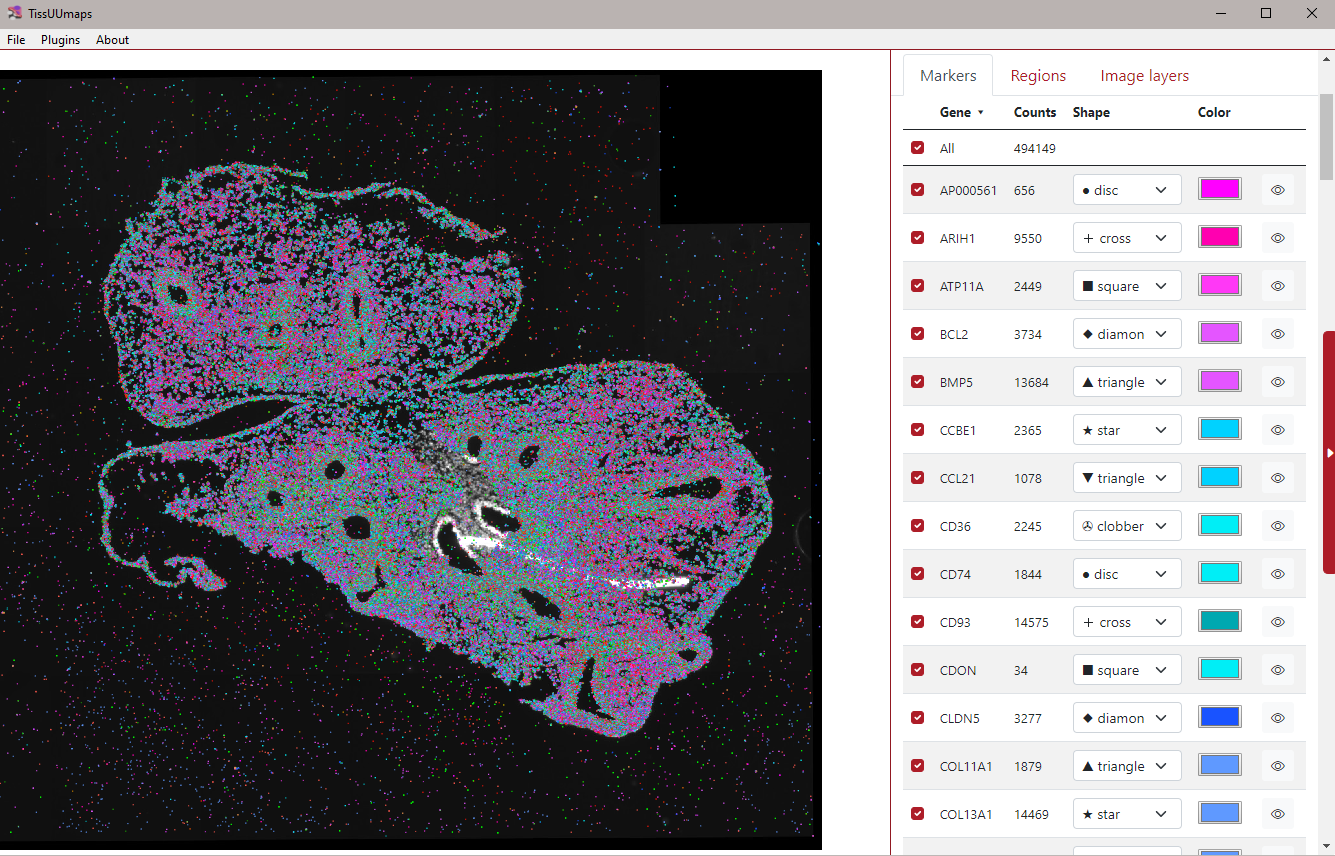 TissUUmaps
File Plugins About
Markers Regions Image layers
Gene Counts Shape Color
All 494149
AP000561 656 disc
ARIH1 9550 cross
ATP11A 2449 square
BCL2 3734 diamon
BMP5 13684 triangle
CCBE1 2365 star
CCL21 1078 triangle
CD36 2245 clobber
CD74 1844 disc
CD93 14575 cross
CDON 34 square
CLDN5 3277 diamon
COL11A1 1879 triangle
COL13A1 14469 star